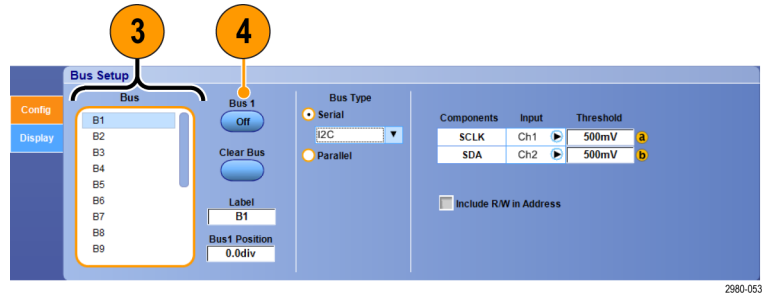 3
4
Bus Setup
Config
Display
Bus
B1
B2
B3
B4
B5
B6
B7
B8
B9
Bus 1
Off
Clear Bus
Label
B1
Bus1 Position
0.0div
Bus Type
Serial
I2C
Parallel
Components Input Threshold
SCLK Ch1 500mV a
SDA Ch2 500mV b
Include R/W in Address
2980-053